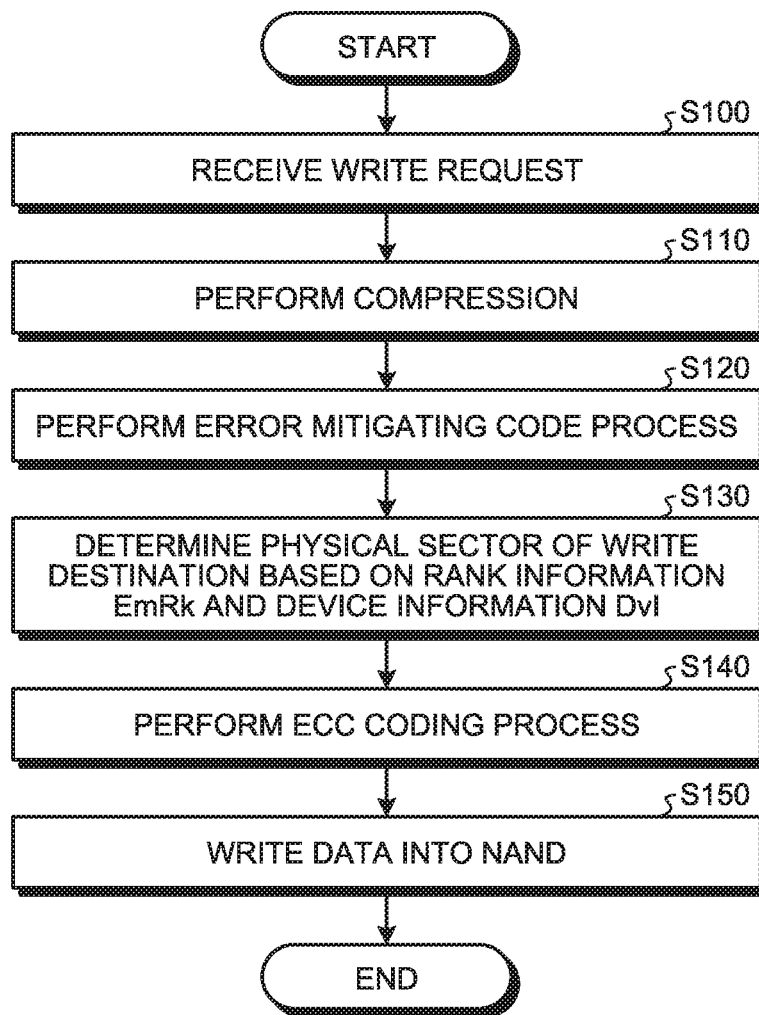 START
S100
RECEIVE WRITE REQUEST
S110
PERFORM COMPRESSION
S120
PERFORM ERROR MITIGATING CODE PROCESS
S130
DETERMINE PHYSICAL SECTOR OF WRITE
DESTINATION BASED ON RANK INFORMATION
EmRk AND DEVICE INFORMATION DvI
S140
PERFORM ECC CODING PROCESS
S150
WRITE DATA INTO NAND
END